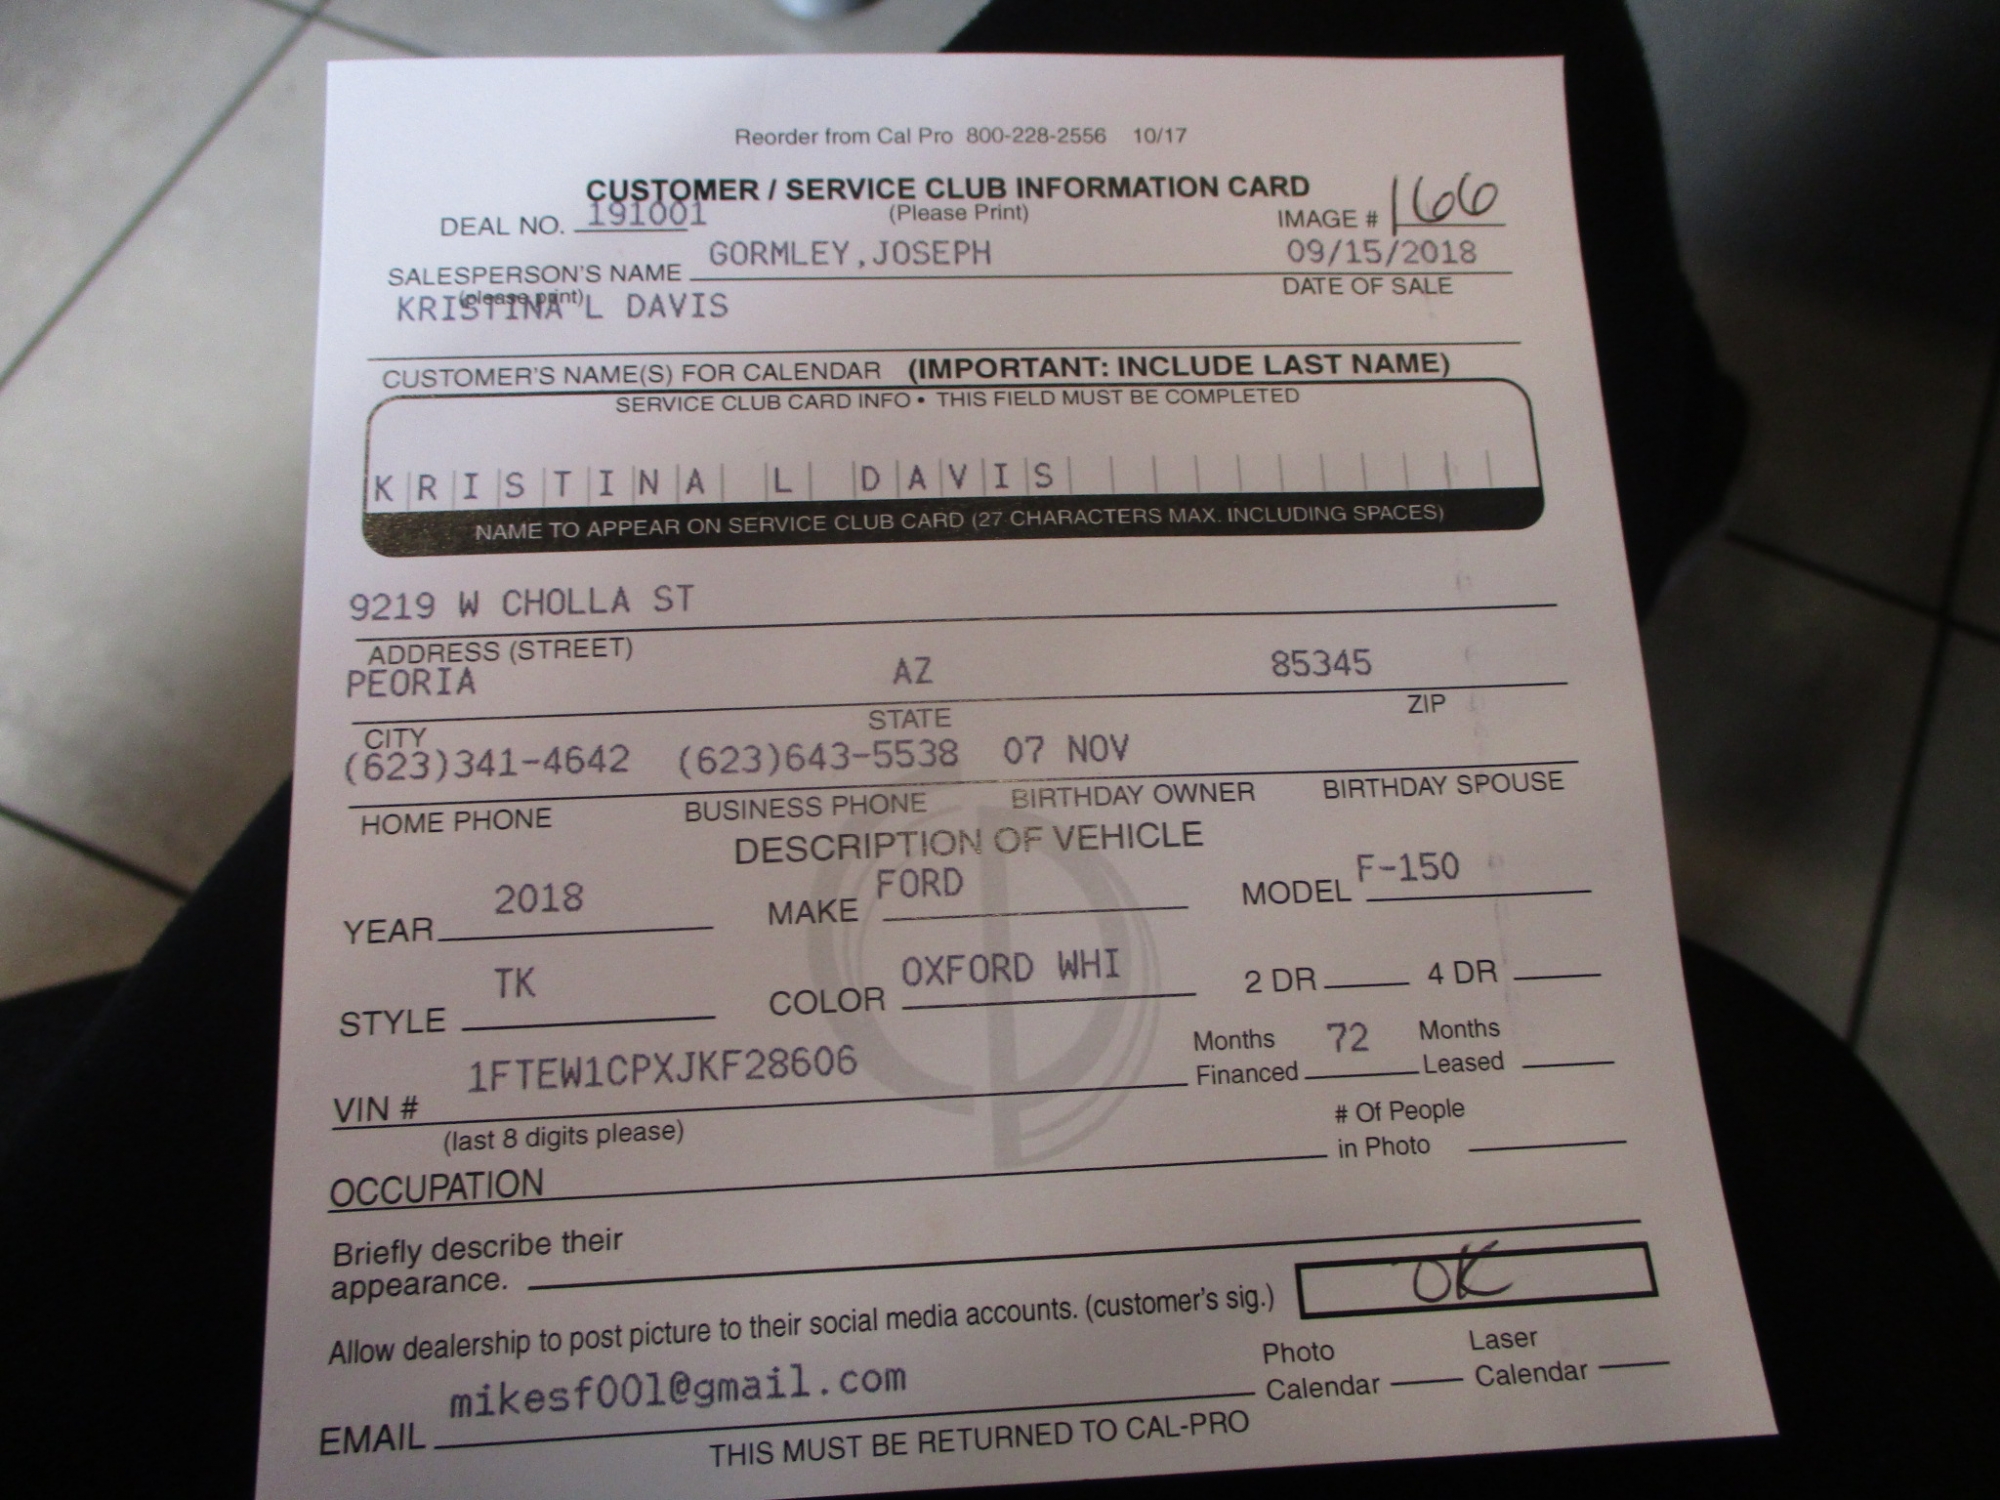 Reorder from Cal Pro 800-228-2556 10/17
CUSTOMER / SERVICE CLUB INFORMATION CARD
(Please Print)
DEAL NO. 191001
IMAGE # 166
SALESPERSON'S NAME GORMLEY,JOSEPH
09/15/2018
(please print)
DATE OF SALE
KRISTINA L DAVIS
CUSTOMER'S NAME(S) FOR CALENDAR (IMPORTANT: INCLUDE LAST NAME)
SERVICE CLUB CARD INFO • THIS FIELD MUST BE COMPLETED
KRISTINA L DAVIS
NAME TO APPEAR ON SERVICE CLUB CARD (27 CHARACTERS MAX. INCLUDING SPACES)
9219 W CHOLLA ST
ADDRESS (STREET)
PEORIA AZ 85345
CITY STATE ZIP
(623)341-4642 (623)643-5538 07 NOV
HOME PHONE BUSINESS PHONE BIRTHDAY OWNER BIRTHDAY SPOUSE
DESCRIPTION OF VEHICLE
YEAR 2018 MAKE FORD MODEL F-150
STYLE TK COLOR OXFORD WHI 2 DR 4 DR
VIN # 1FTEW1CPXJKF28606 Months Financed 72 Months Leased
(last 8 digits please)
OCCUPATION # Of People in Photo
Briefly describe their
appearance.
Allow dealership to post picture to their social media accounts. (customer's sig.) OK
EMAIL mikesf001@gmail.com Photo Calendar Laser Calendar
THIS MUST BE RETURNED TO CAL-PRO